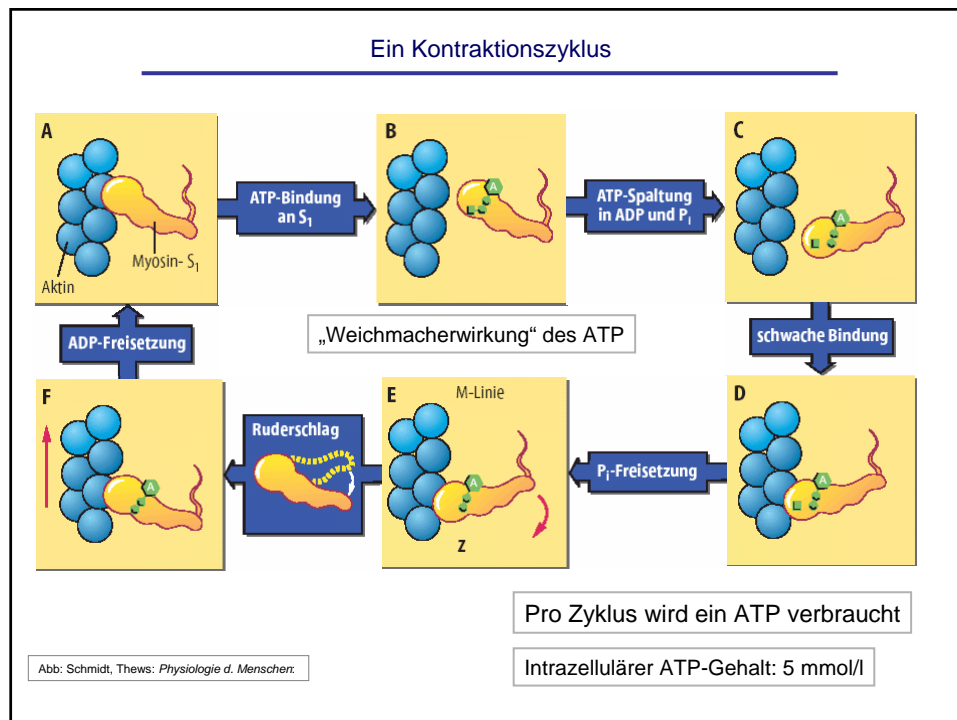 Ein Kontraktionszyklus
A
Aktin
Myosin- S₁
ATP-Bindung
an S₁
B
A
ATP-Spaltung
in ADP und Pᵢ
C
A
ADP-Freisetzung
„Weichmacherwirkung“ des ATP
schwache Bindung
F
A
Ruderschlag
E
M-Linie
A
Z
Pᵢ-Freisetzung
D
A
Pro Zyklus wird ein ATP verbraucht
Intrazellulärer ATP-Gehalt: 5 mmol/l
Abb: Schmidt, Thews: Physiologie d. Menschen: